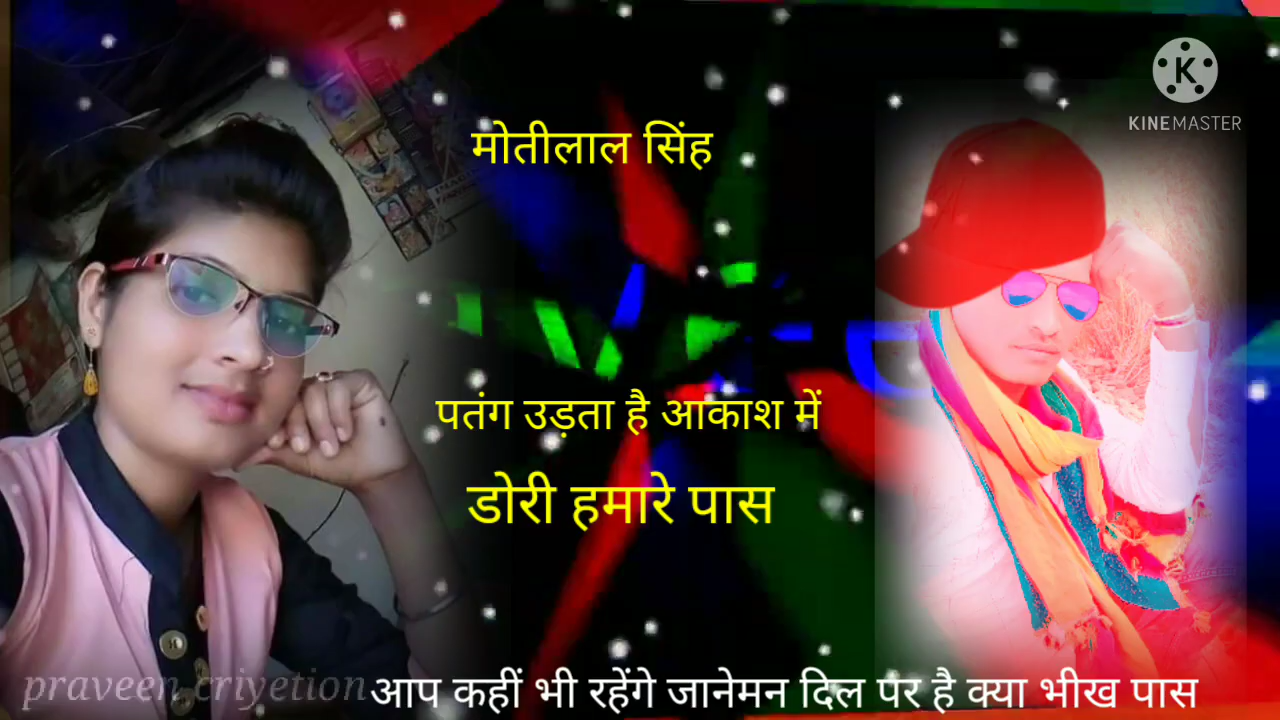 KINEMASTER
मोतीलाल सिंह
पतंग उड़ता है आकाश में
डोरी हमारे पास
praveen criyetion
आप कहीं भी रहेंगे जानेमन दिल पर है क्या भीख पास